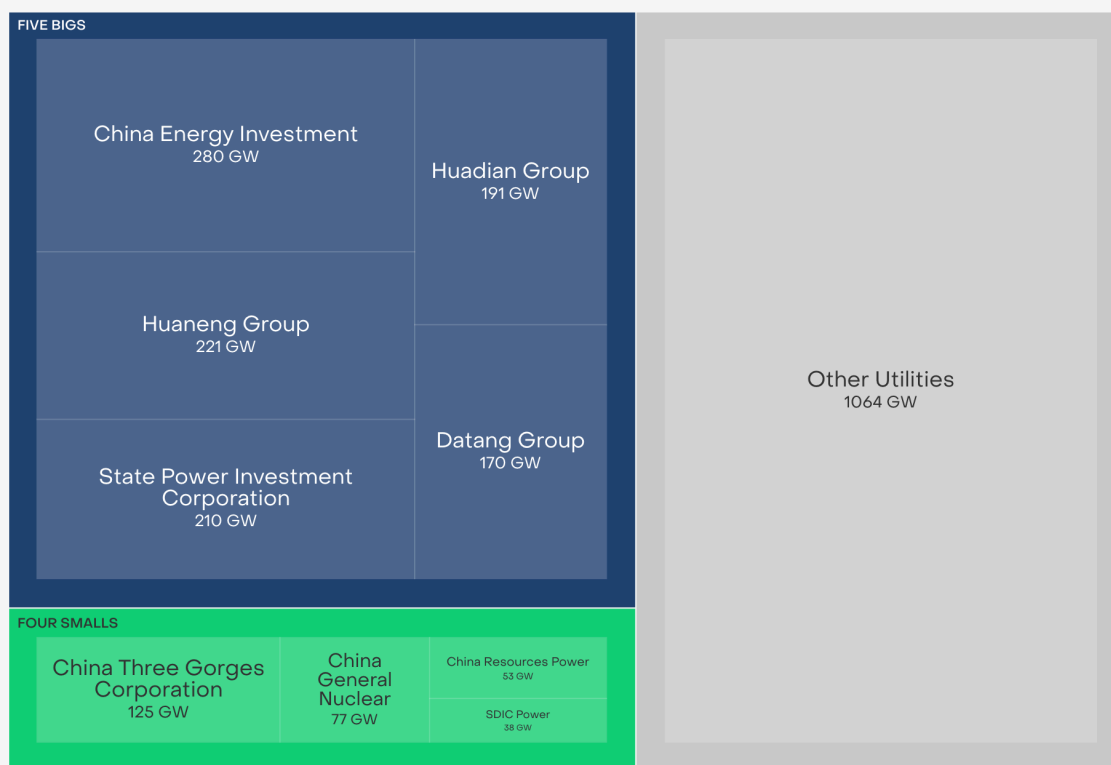 FIVE BIGS
China Energy Investment
280 GW
Huaneng Group
221 GW
State Power Investment
Corporation
210 GW
Huadian Group
191 GW
Datang Group
170 GW
FOUR SMALLS
China Three Gorges
Corporation
125 GW
China
General
Nuclear
77 GW
China Resources Power
53 GW
SDIC Power
38 GW
Other Utilities
1064 GW